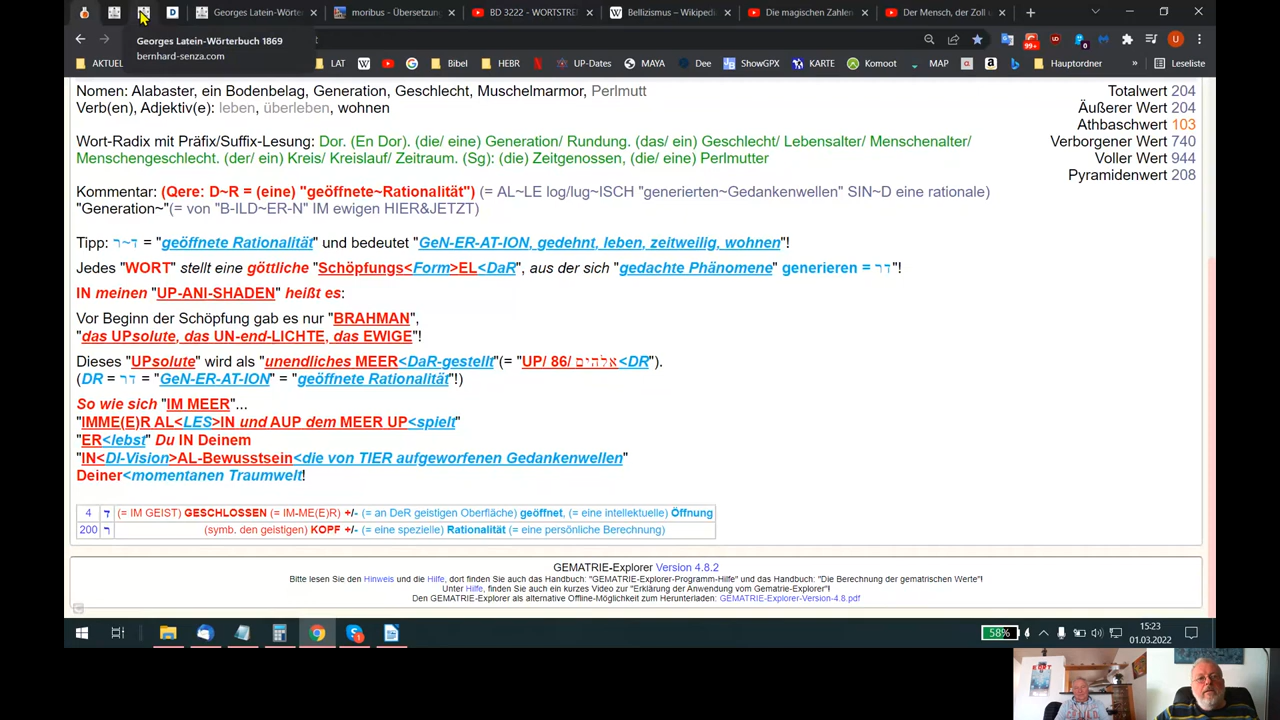 Georges Latein-Wörter
moribus - Übersetzung
BD 3222 - WORTSTRE
Bellizismus – Wikiped
Die magischen Zahlen
Der Mensch, der Zoll u
Georges Latein-Wörterbuch 1869
bernhard-senza.com
99+
U
AKTUEL
LAT
Bibel
HEBR
UP-Dates
MAYA
Dee
ShowGPX
KARTE
Komoot
MAP
Hauptordner
»
Leseliste
Nomen: Alabaster, ein Bodenbelag, Generation, Geschlecht, Muschelmarmor, Perlmutt
Verb(en), Adjektiv(e): leben, überleben, wohnen
Totalwert 204
Äußerer Wert 204
Athbaschwert 103
Verborgener Wert 740
Voller Wert 944
Pyramidenwert 208
Wort-Radix mit Präfix/Suffix-Lesung: Dor. (En Dor). (die/ eine) Generation/ Rundung. (das/ ein) Geschlecht/ Lebensalter/ Menschenalter/
Menschengeschlecht. (der/ ein) Kreis/ Kreislauf/ Zeitraum. (Sg): (die) Zeitgenossen, (die/ eine) Perlmutter
Kommentar: (Qere: D~R = (eine) "geöffnete~Rationalität") (= AL~LE log/lug~ISCH "generierten~Gedankenwellen" SIN~D eine rationale)
"Generation~"(= von "B-ILD~ER-N" IM ewigen HIER&JETZT)
Tipp: ד~ר = "geöffnete Rationalität" und bedeutet "GeN-ER-AT-ION, gedehnt, leben, zeitweilig, wohnen"!
Jedes "WORT" stellt eine göttliche "Schöpfungs<Form>EL<DaR", aus der sich "gedachte Phänomene" generieren = דר"!
IN meinen "UP-ANI-SHADEN" heißt es:
Vor Beginn der Schöpfung gab es nur "BRAHMAN",
"das UPsolute, das UN-end-LICHTE, das EWIGE"!
Dieses "UPsolute" wird als "unendliches MEER<DaR-gestellt"(= "UP/ 86/ אלהים<DR").
(DR = דר = "GeN-ER-AT-ION" = "geöffnete Rationalität"!)
So wie sich "IM MEER"...
"IMME(E)R AL<LES>IN und AUP dem MEER UP<spielt"
"ER<lebst" Du IN Deinem
"IN<DI-Vision>AL-Bewusstsein<die von TIER aufgeworfenen Gedankenwellen"
Deiner<momentanen Traumwelt!
4 ד (= IM GEIST) GESCHLOSSEN (= IM-ME(E)R) +/- (= an DeR geistigen Oberfläche) geöffnet, (= eine intellektuelle) Öffnung
200 ר (symb. den geistigen) KOPF +/- (= eine spezielle) Rationalität (= eine persönliche Berechnung)
GEMATRIE-Explorer Version 4.8.2
Bitte lesen Sie den Hinweis und die Hilfe, dort finden Sie auch das Handbuch: "GEMATRIE-Explorer-Programm-Hilfe" und das Handbuch: "Die Berechnung der gematrischen Werte"!
Unter Hilfe, finden Sie auch ein kurzes Video zur "Erklärung der Anwendung vom Gematrie-Explorer"!
Den GEMATRIE-Explorer als alternative Offline-Möglichkeit zum Herunterladen: GEMATRIE-Explorer-Version-4.8.pdf
58%
15:23
01.03.2022